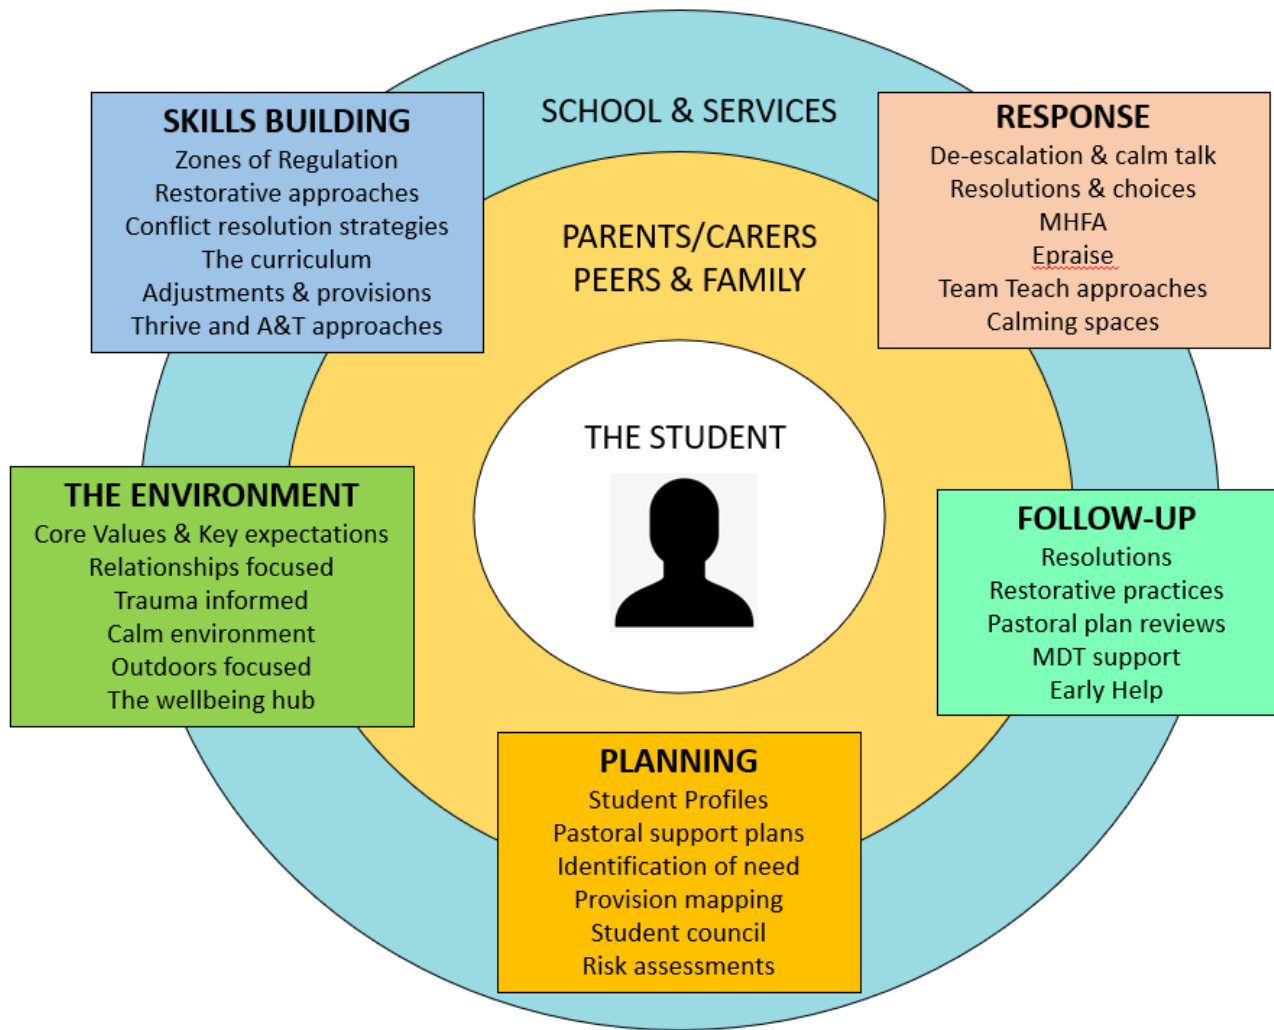 SCHOOL & SERVICES
PARENTS/CARERS
PEERS & FAMILY
THE STUDENT
SKILLS BUILDING
Zones of Regulation
Restorative approaches
Conflict resolution strategies
The curriculum
Adjustments & provisions
Thrive and A&T approaches
RESPONSE
De-escalation & calm talk
Resolutions & choices
MHFA
Epraise
Team Teach approaches
Calming spaces
THE ENVIRONMENT
Core Values & Key expectations
Relationships focused
Trauma informed
Calm environment
Outdoors focused
The wellbeing hub
FOLLOW-UP
Resolutions
Restorative practices
Pastoral plan reviews
MDT support
Early Help
PLANNING
Student Profiles
Pastoral support plans
Identification of need
Provision mapping
Student council
Risk assessments